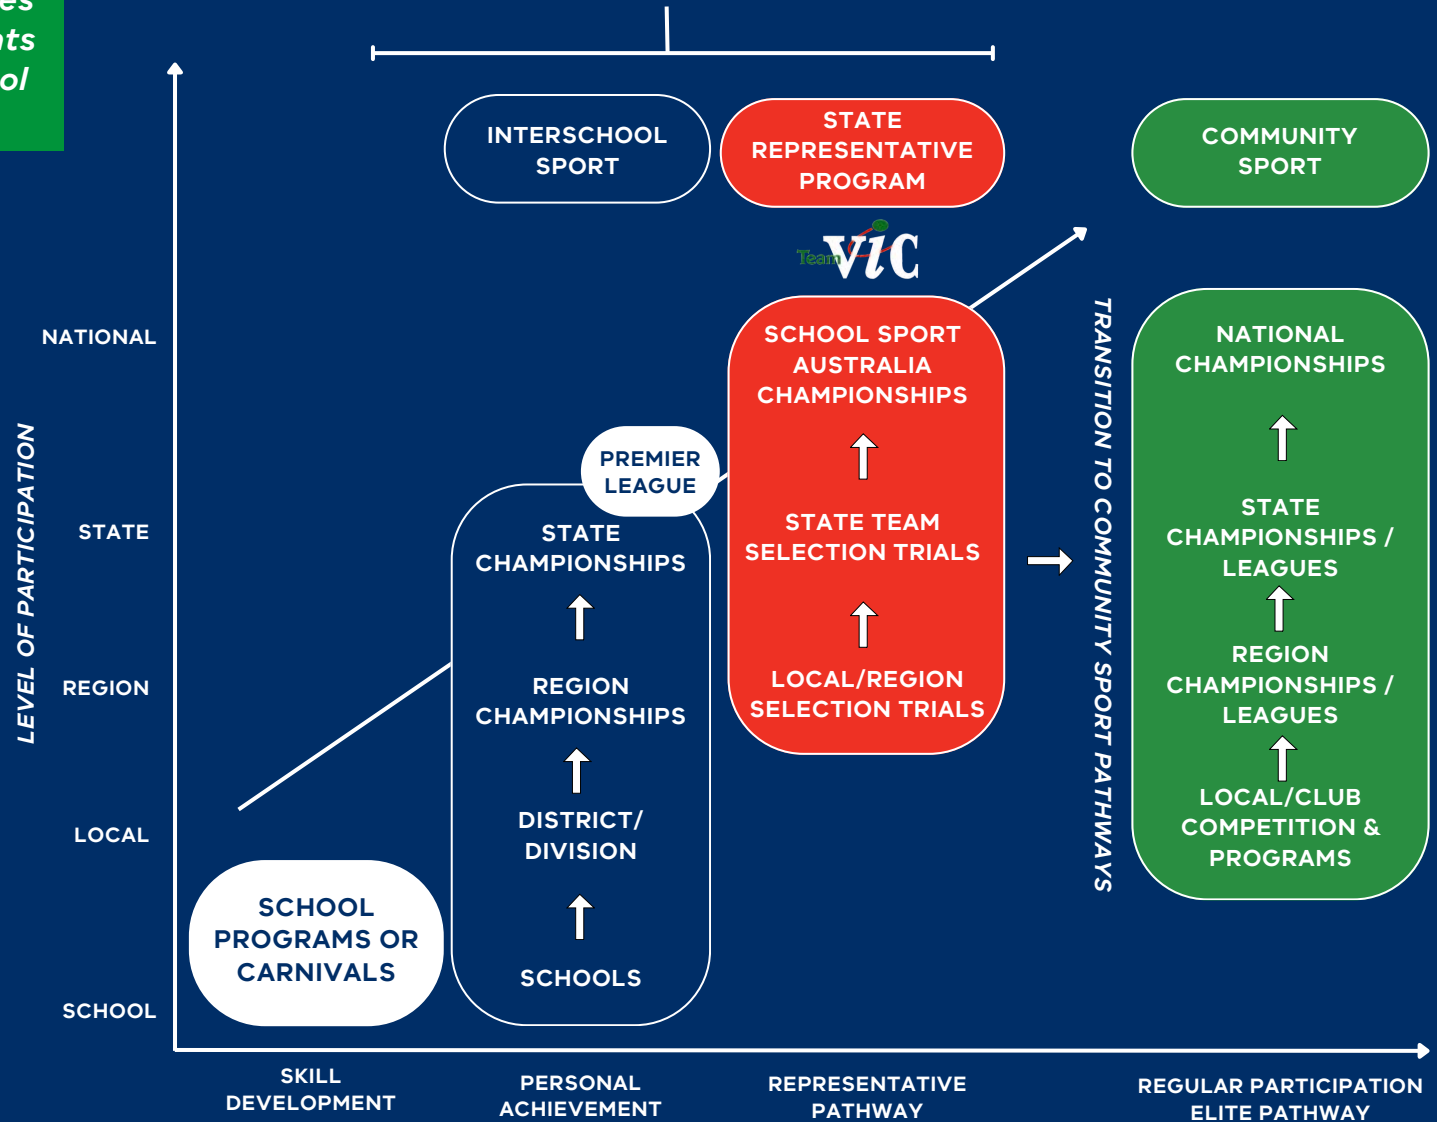 nts
ol
INTERSCHOOL
SPORT
STATE
REPRESENTATIVE
PROGRAM
COMMUNITY
SPORT
Team Vic
NATIONAL
STATE
REGION
LOCAL
SCHOOL
LEVEL OF PARTICIPATION
SCHOOL
PROGRAMS OR
CARNIVALS
PREMIER
LEAGUE
STATE
CHAMPIONSHIPS
REGION
CHAMPIONSHIPS
DISTRICT/
DIVISION
SCHOOLS
SCHOOL SPORT
AUSTRALIA
CHAMPIONSHIPS
STATE TEAM
SELECTION TRIALS
LOCAL/REGION
SELECTION TRIALS
TRANSITION TO COMMUNITY SPORT PATHWAYS
NATIONAL
CHAMPIONSHIPS
STATE
CHAMPIONSHIPS /
LEAGUES
REGION
CHAMPIONSHIPS /
LEAGUES
LOCAL/CLUB
COMPETITION &
PROGRAMS
SKILL
DEVELOPMENT
PERSONAL
ACHIEVEMENT
REPRESENTATIVE
PATHWAY
REGULAR PARTICIPATION
ELITE PATHWAY